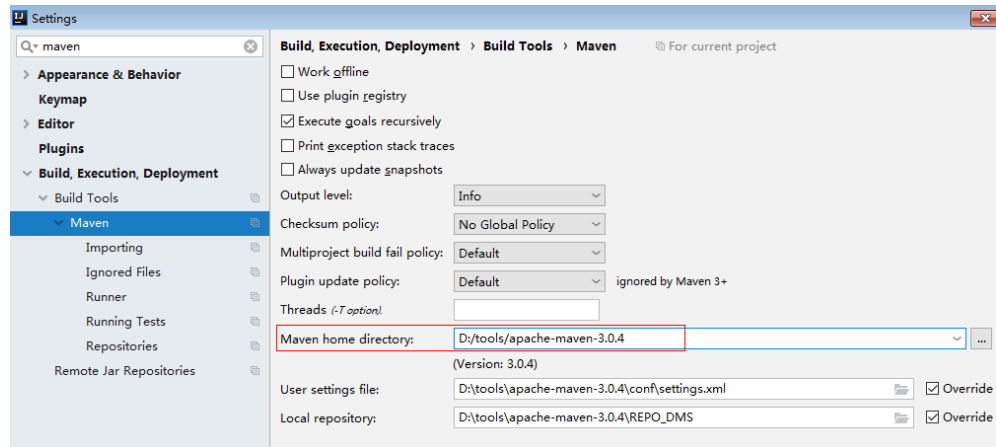 Settings
maven
Appearance & Behavior
Keymap
Editor
Plugins
Build, Execution, Deployment
Build Tools
Maven
Importing
Ignored Files
Runner
Running Tests
Repositories
Remote Jar Repositories
Build, Execution, Deployment > Build Tools > Maven For current project
Work offline
Use plugin registry
Execute goals recursively
Print exception stack traces
Always update snapshots
Output level: Info
Checksum policy: No Global Policy
Multiproject build fail policy: Default
Plugin update policy: Default ignored by Maven 3+
Threads (-T option).
Maven home directory: D:/tools/apache-maven-3.0.4 ...
(Version: 3.0.4)
User settings file: D:\tools\apache-maven-3.0.4\conf\settings.xml Override
Local repository: D:\tools\apache-maven-3.0.4\REPO_DMS Override